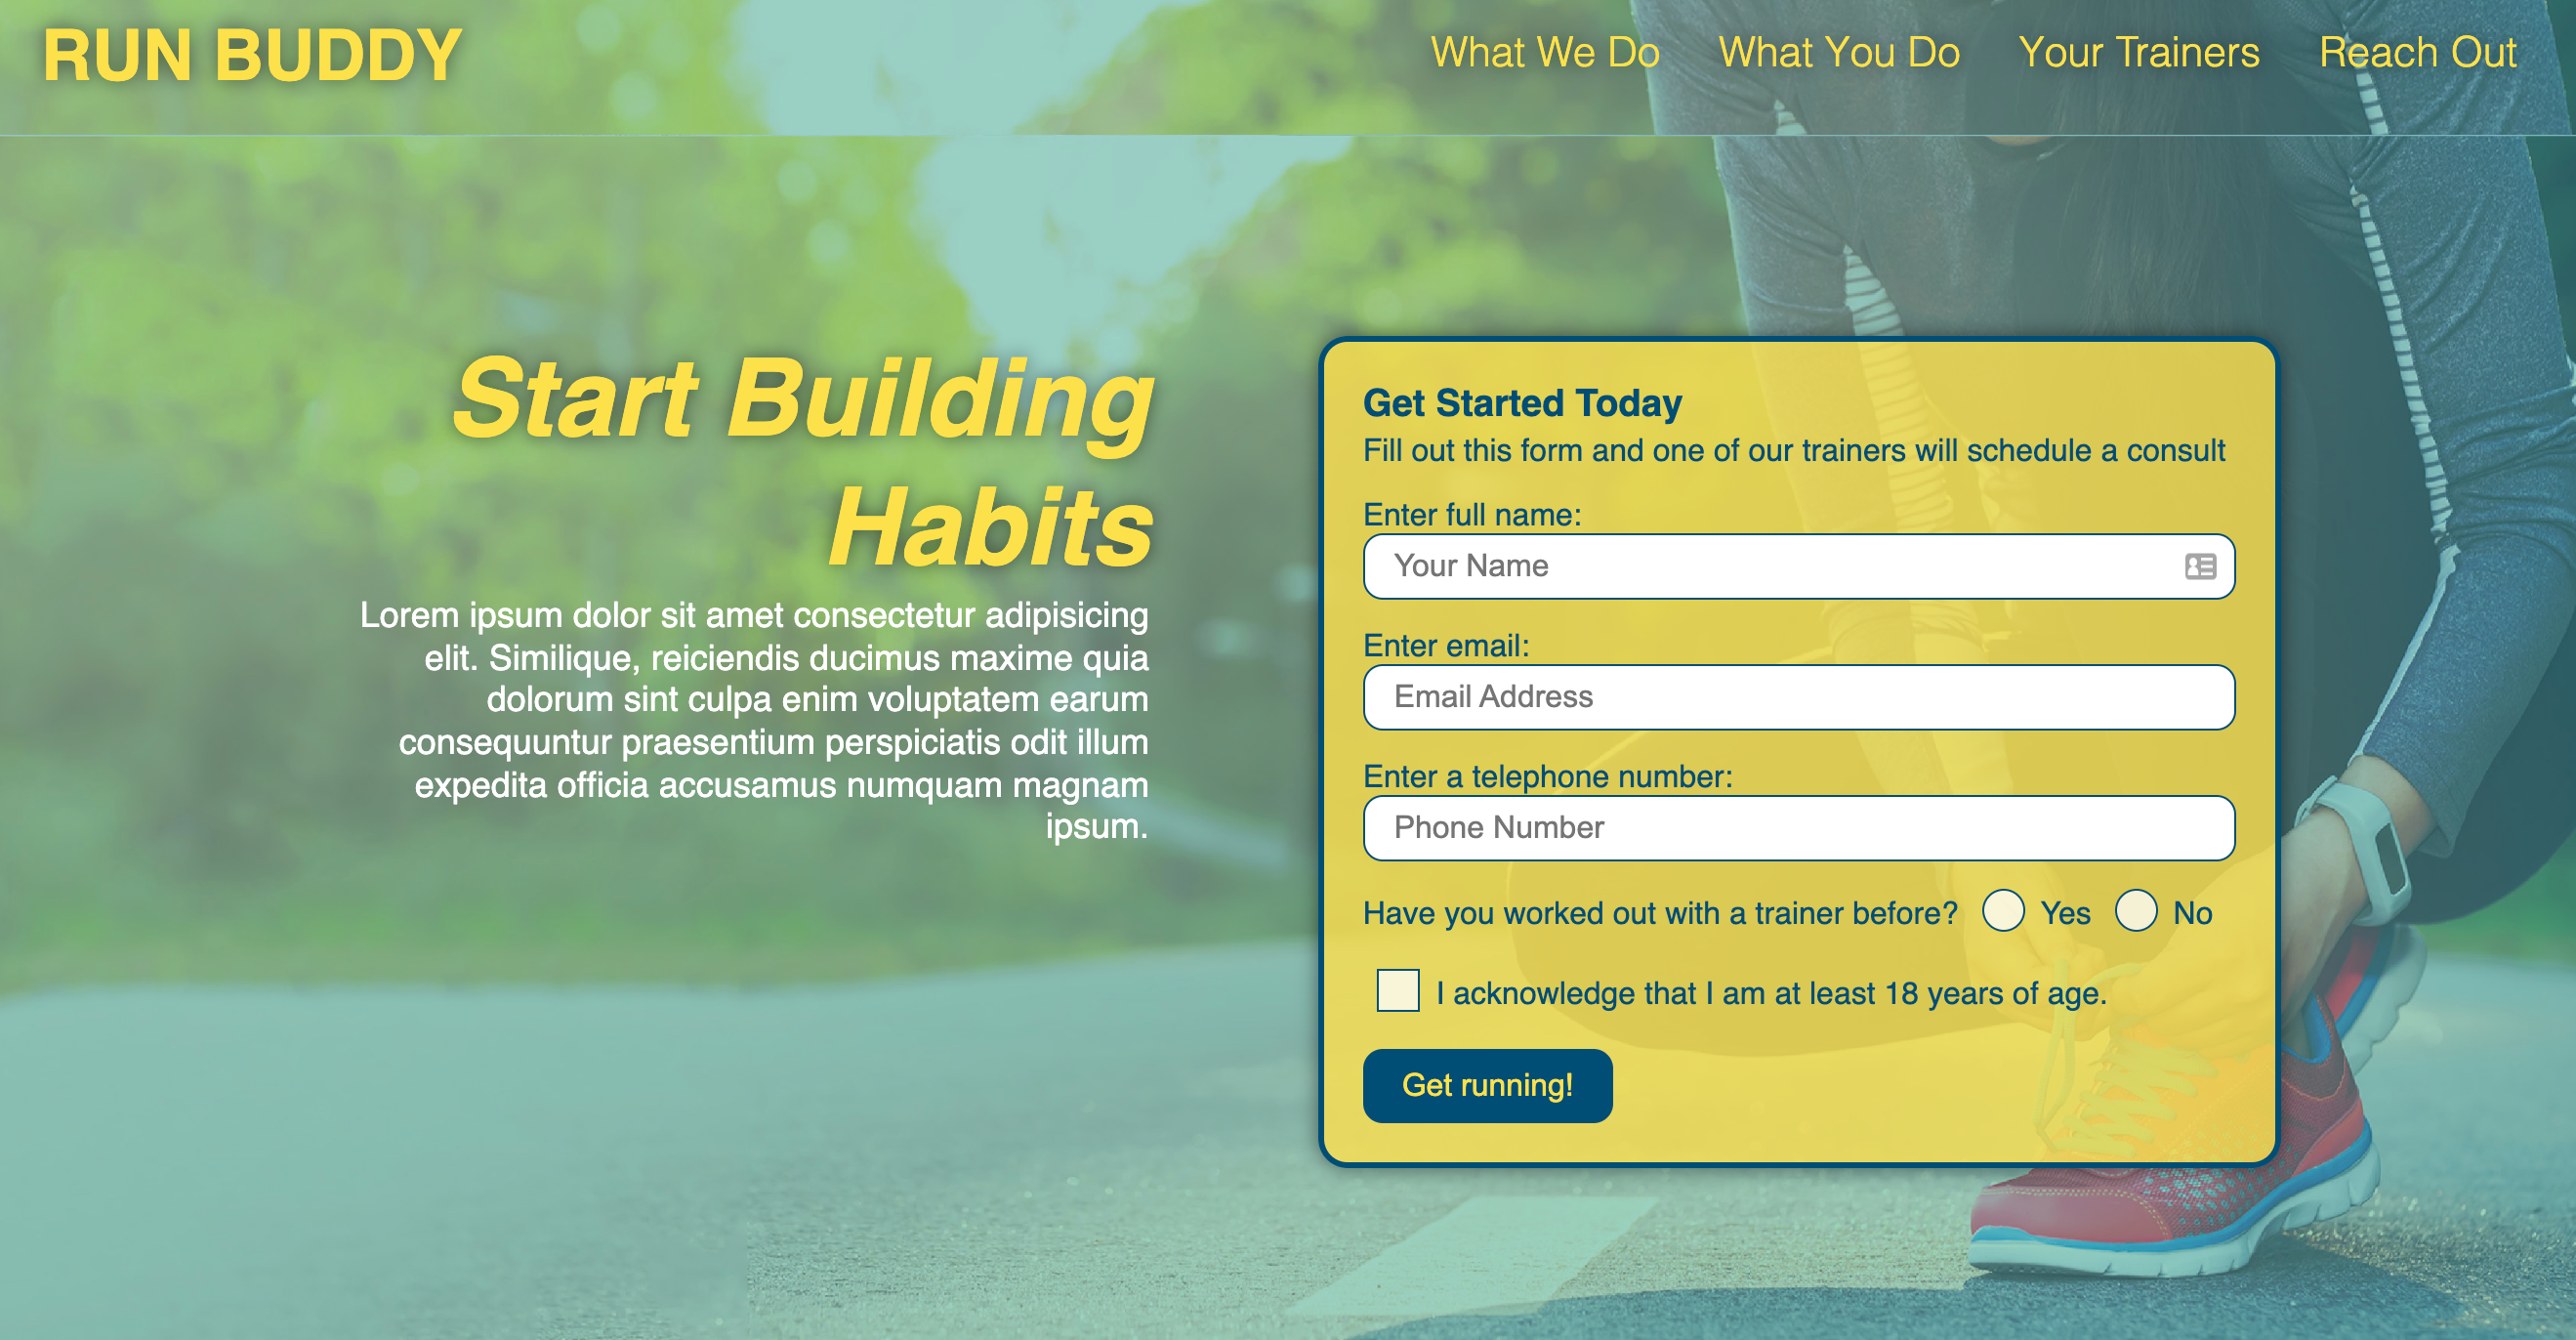 RUN BUDDY
What We Do
What You Do
Your Trainers
Reach Out
Start Building
Habits
Lorem ipsum dolor sit amet consectetur adipisicing
elit. Similique, reiciendis ducimus maxime quia
dolorum sint culpa enim voluptatem earum
consequuntur praesentium perspiciatis odit illum
expedita officia accusamus numquam magnam
ipsum.
Get Started Today
Fill out this form and one of our trainers will schedule a consult
Enter full name:
Your Name
Enter email:
Email Address
Enter a telephone number:
Phone Number
Have you worked out with a trainer before? Yes No
I acknowledge that I am at least 18 years of age.
Get running!